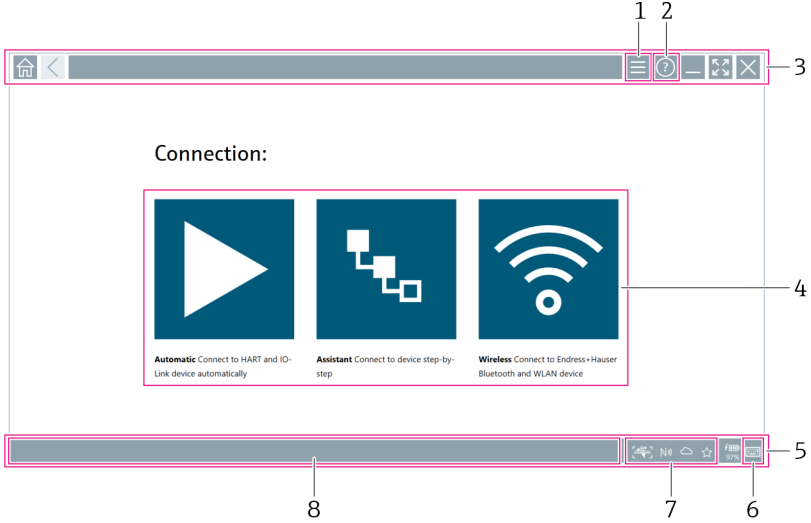 1 2
3
Connection:
4
Automatic Connect to HART and IO-
Link device automatically
Assistant Connect to device step-by-
step
Wireless Connect to Endress+Hauser
Bluetooth and WLAN device
97%
5
8 7 6